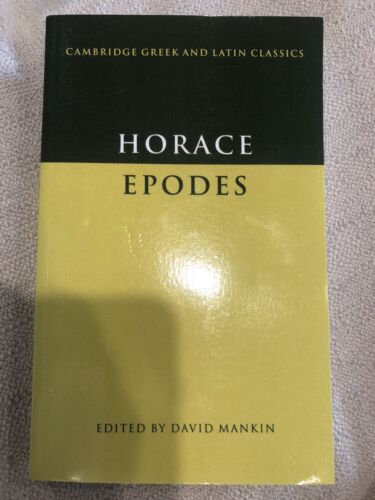 CAMBRIDGE GREEK AND LATIN CLASSICS
HORACE
EPODES
EDITED BY DAVID MANKIN